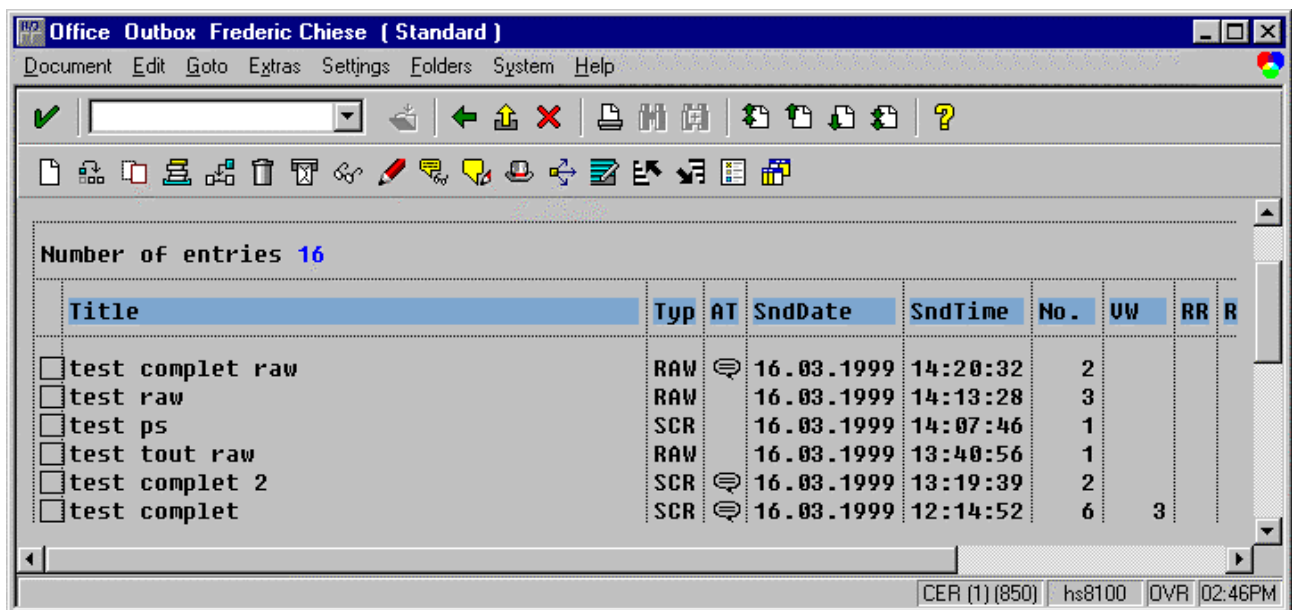 Office Outbox Frederic Chiese ( Standard )
Document Edit Goto Extras Settings Folders System Help
Number of entries 16
Title Typ AT SndDate SndTime No. VW RR R
test complet raw RAW 16.03.1999 14:20:32 2
test raw RAW 16.03.1999 14:13:28 3
test ps SCR 16.03.1999 14:07:46 1
test tout raw RAW 16.03.1999 13:40:56 1
test complet 2 SCR 16.03.1999 13:19:39 2
test complet SCR 16.03.1999 12:14:52 6 3
CER (1) (850) hs8100 OVR 02:46PM